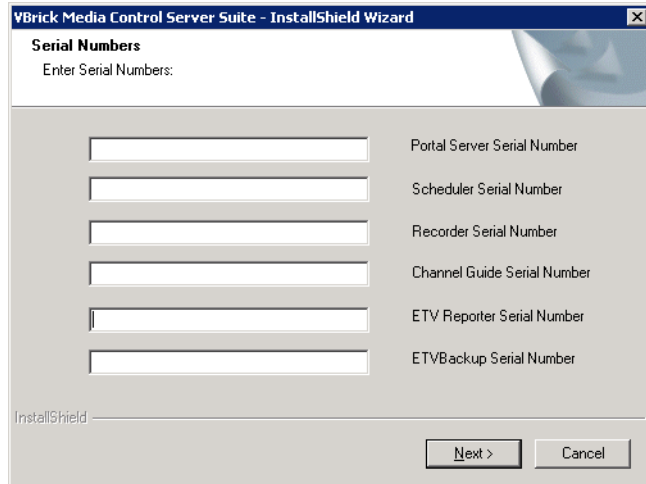 VBrick Media Control Server Suite - InstallShield Wizard
Serial Numbers
Enter Serial Numbers:
Portal Server Serial Number
Scheduler Serial Number
Recorder Serial Number
Channel Guide Serial Number
ETV Reporter Serial Number
ETVBackup Serial Number
InstallShield
Next >
Cancel